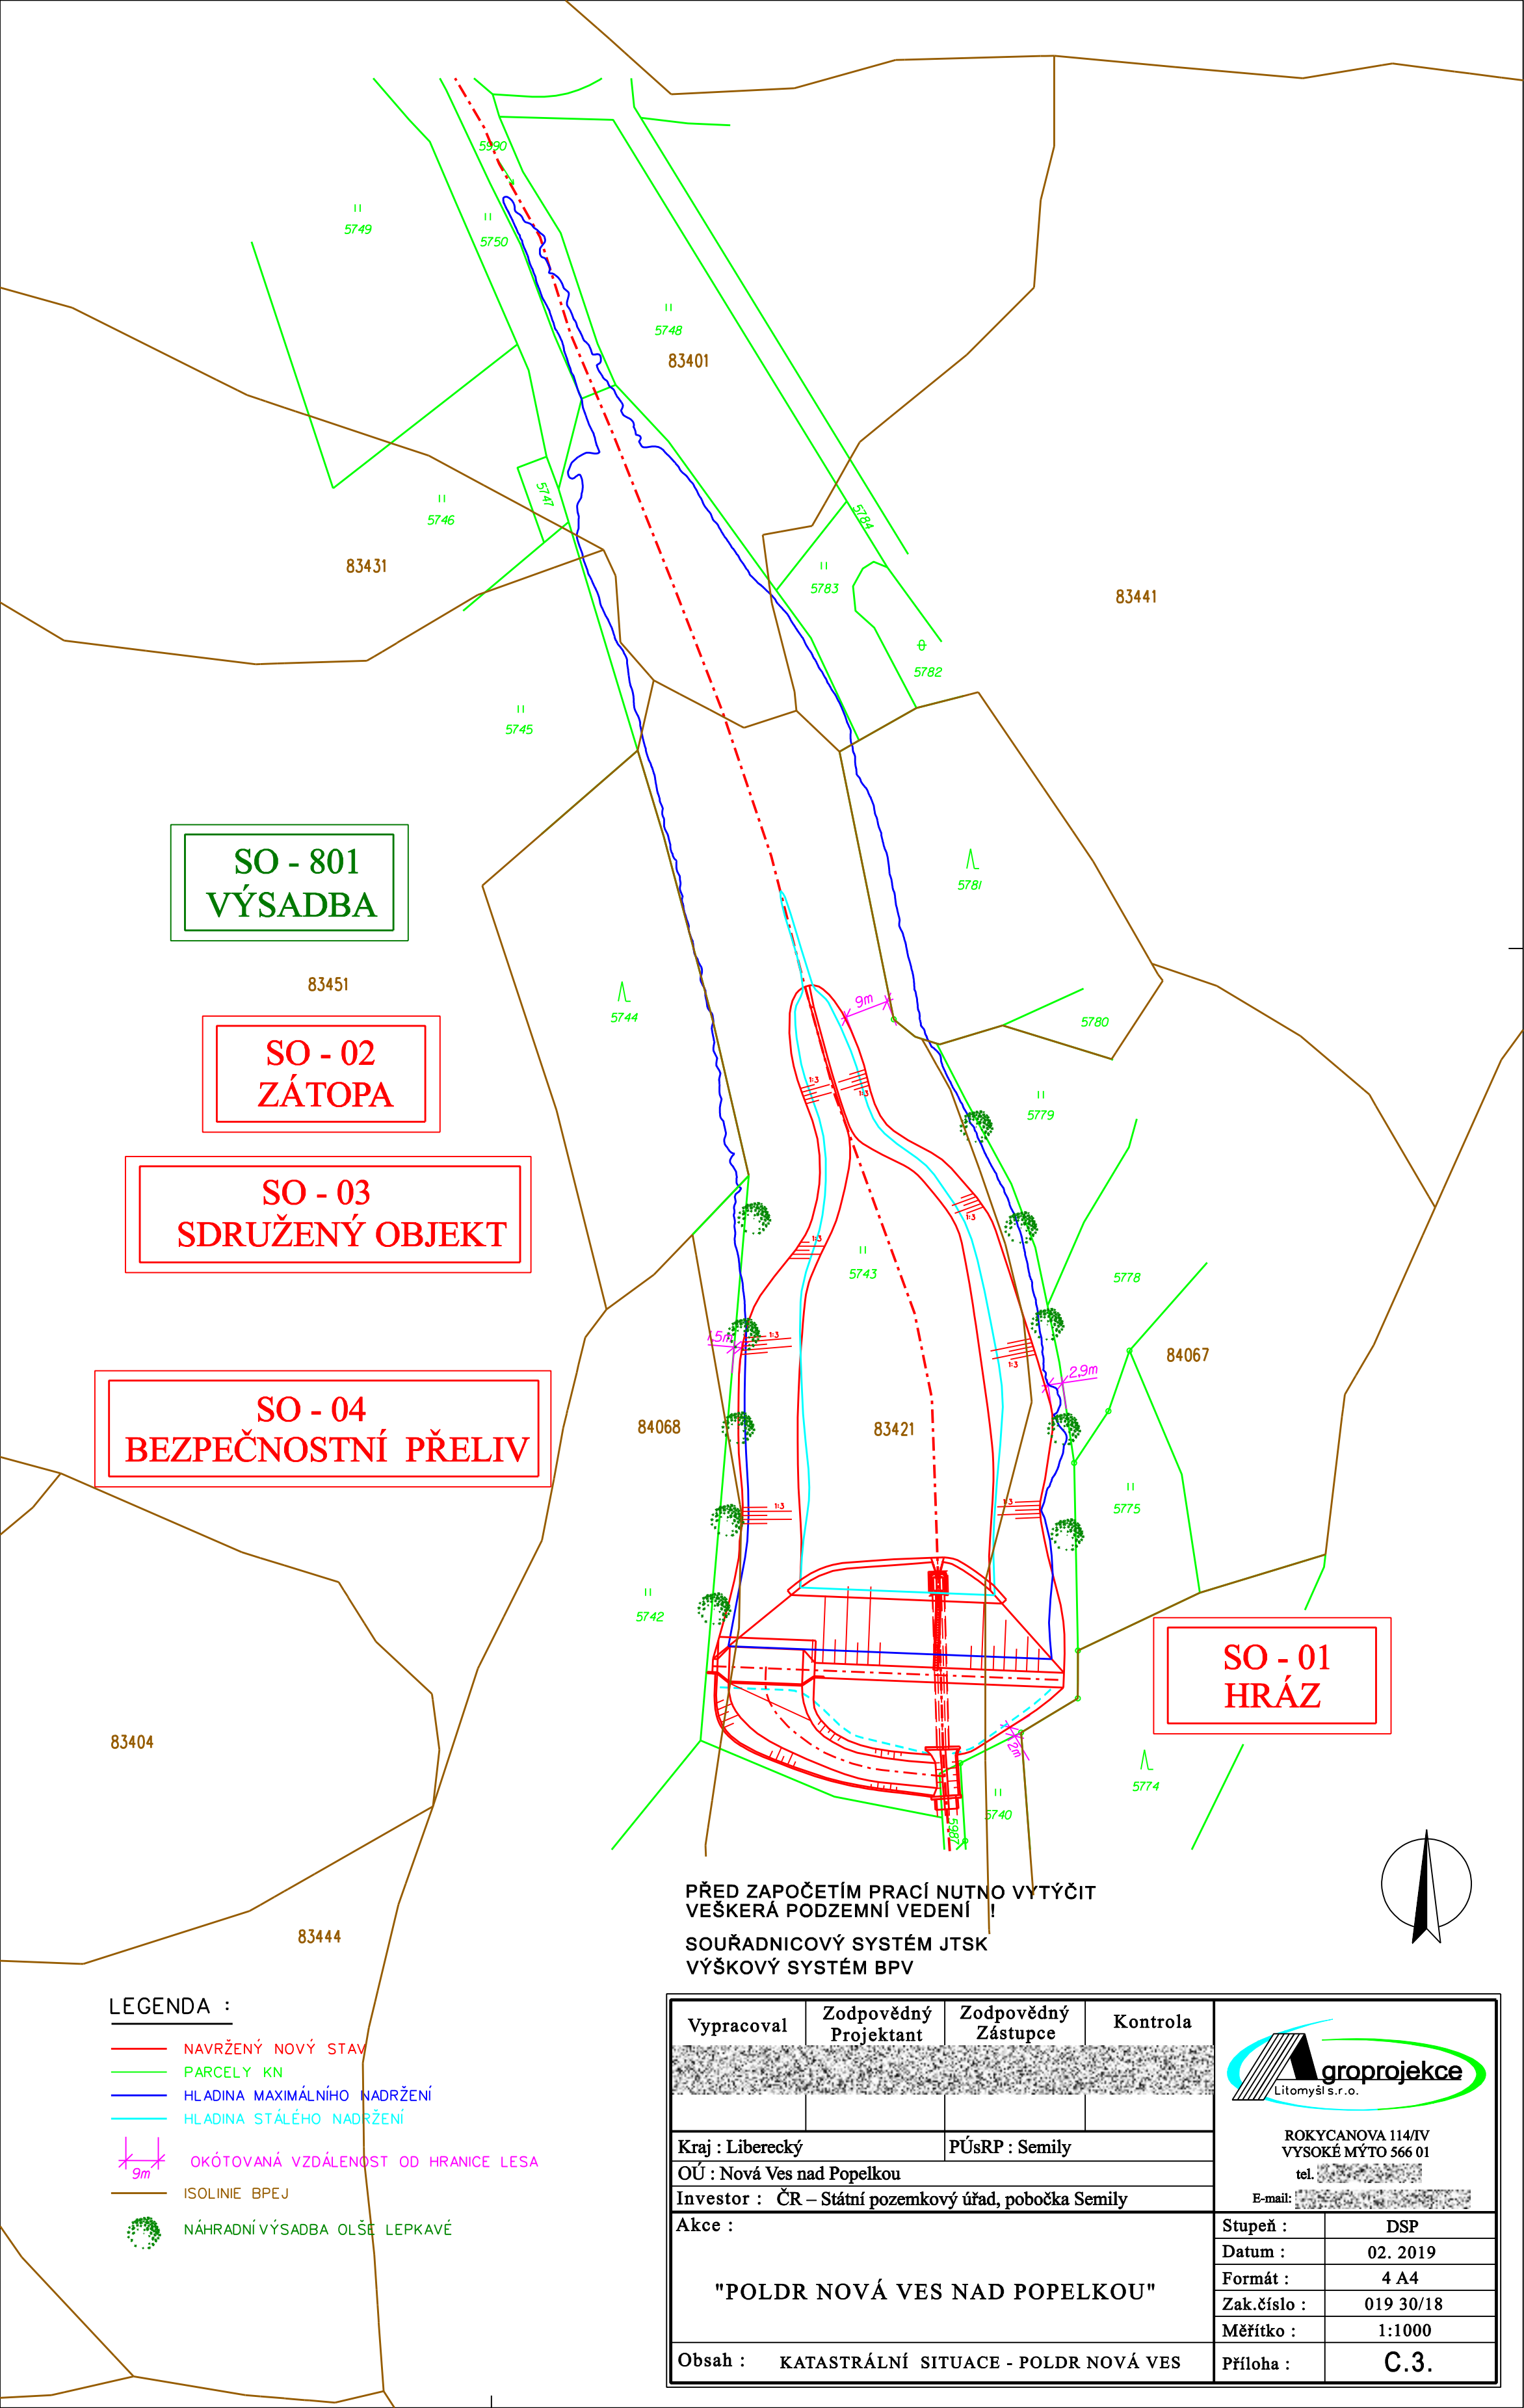 5990
5749
5750
5748
83401
5747
5746
5784
83431
5783
83441
5782
5745
SO - 801
VÝSADBA
5781
83451
5744
9m
5780
SO - 02
ZÁTOPA
1:3
1:3
5779
SO - 03
SDRUŽENÝ OBJEKT
1:3
1:3
5743
5778
1,5m
1:3
1:3
84067
2,9m
SO - 04
BEZPEČNOSTNÍ PŘELIV
84068
83421
1:3
1:3
5775
5742
SO - 01
HRÁZ
83404
2m
5774
5740
5987
PŘED ZAPOČETÍM PRACÍ NUTNO VYTÝČIT
VEŠKERÁ PODZEMNÍ VEDENÍ !
83444
SOUŘADNICOVÝ SYSTÉM JTSK
VÝŠKOVÝ SYSTÉM BPV
LEGENDA :
NAVRŽENÝ NOVÝ STAV
PARCELY KN
HLADINA MAXIMÁLNÍHO NADRŽENÍ
HLADINA STÁLÉHO NADRŽENÍ
9m OKÓTOVANÁ VZDÁLENOST OD HRANICE LESA
ISOLINIE BPEJ
NÁHRADNÍ VÝSADBA OLŠE LEPKAVÉ
Vypracoval
Zodpovědný
Projektant
Zodpovědný
Zástupce
Kontrola
Agroprojekce
Litomyšl s.r.o.
ROKYCANOVA 114/IV
VYSOKÉ MÝTO 566 01
tel.
E-mail:
Kraj : Liberecký
PÚsRP : Semily
OÚ : Nová Ves nad Popelkou
Investor : ČR – Státní pozemkový úřad, pobočka Semily
Akce :
"POLDR NOVÁ VES NAD POPELKOU"
Obsah : KATASTRÁLNÍ SITUACE - POLDR NOVÁ VES
Stupeň : DSP
Datum : 02. 2019
Formát : 4 A4
Zak.číslo : 019 30/18
Měřítko : 1:1000
Příloha : C.3.